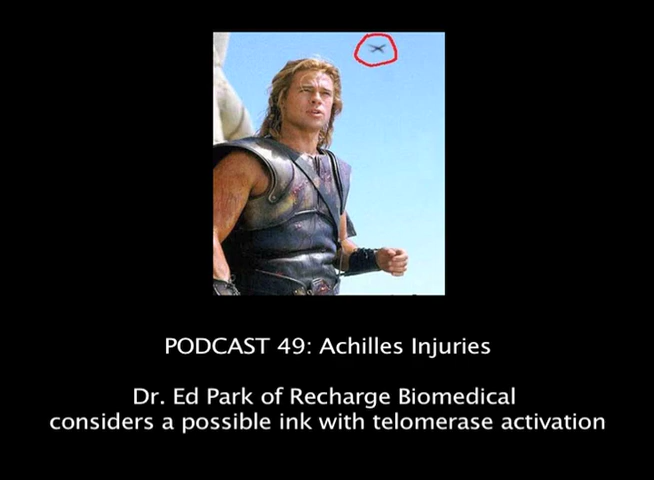 PODCAST 49: Achilles Injuries
Dr. Ed Park of Recharge Biomedical
considers a possible ink with telomerase activation